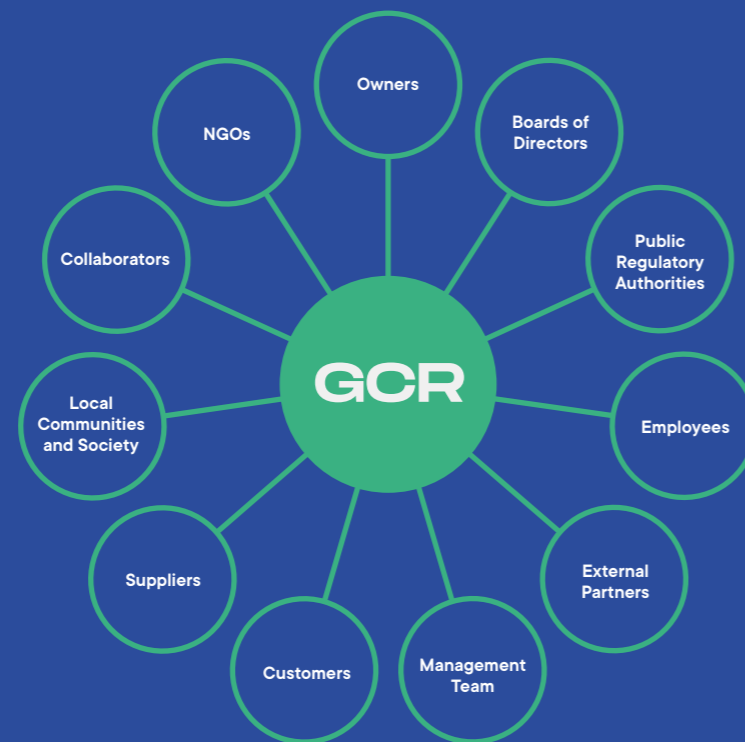 Owners
Boards of
Directors
Public
Regulatory
Authorities
Employees
External
Partners
Management
Team
Customers
Suppliers
Local
Communities
and Society
Collaborators
NGOs
GCR